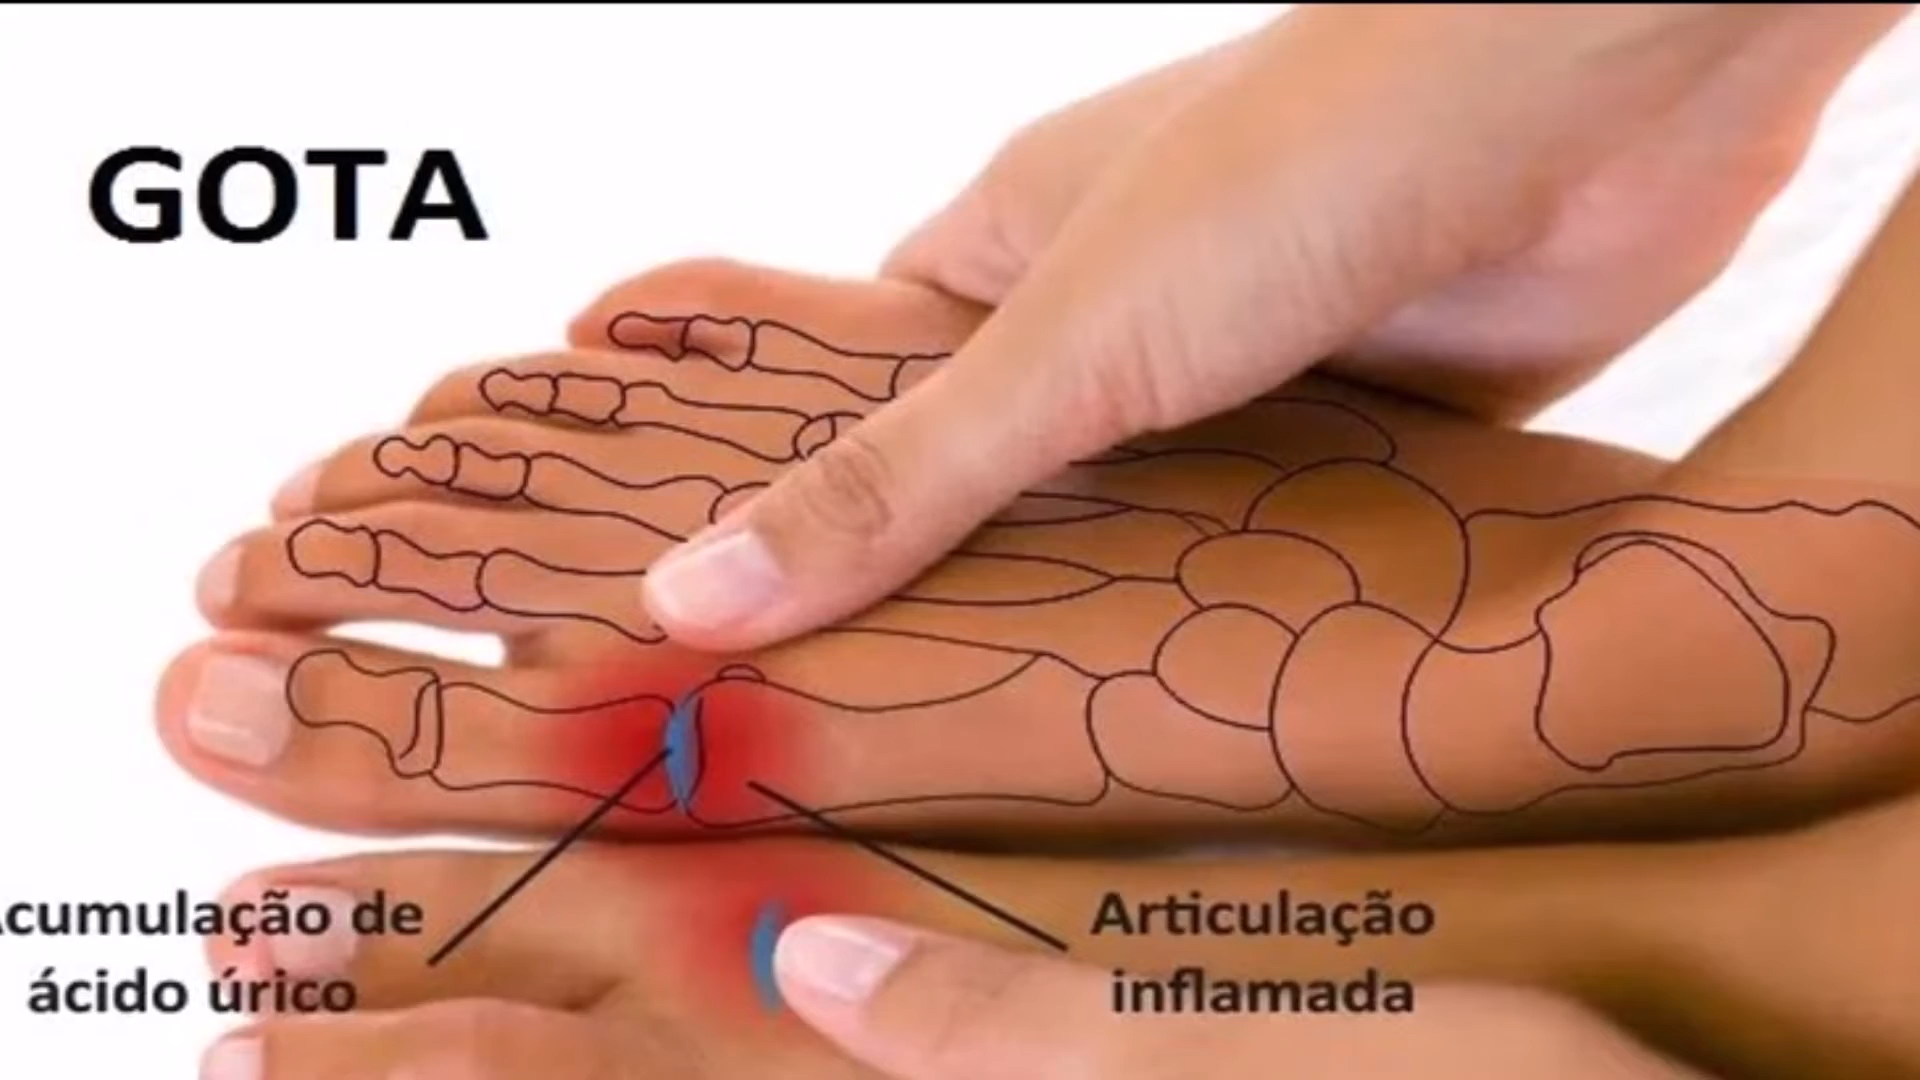 GOTA
cumulação de
ácido úrico
Articulação
inflamada